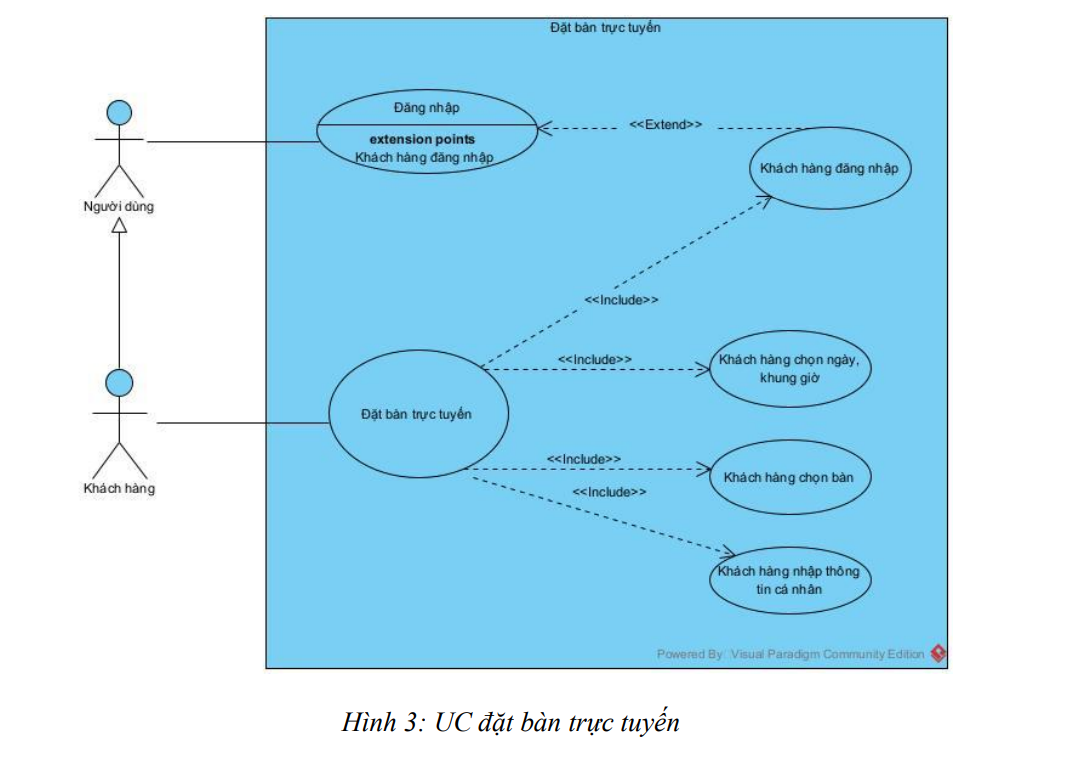 Đặt bàn trực tuyến
Đăng nhập
extension points
Khách hàng đăng nhập
<<Extend>>
Khách hàng đăng nhập
Người dùng
<<Include>>
<<Include>>
Khách hàng chọn ngày,
khung giờ
Đặt bàn trực tuyến
<<Include>>
Khách hàng chọn bàn
<<Include>>
Khách hàng
Khách hàng nhập thông
tin cá nhân
Powered By Visual Paradigm Community Edition
Hình 3: UC đặt bàn trực tuyến